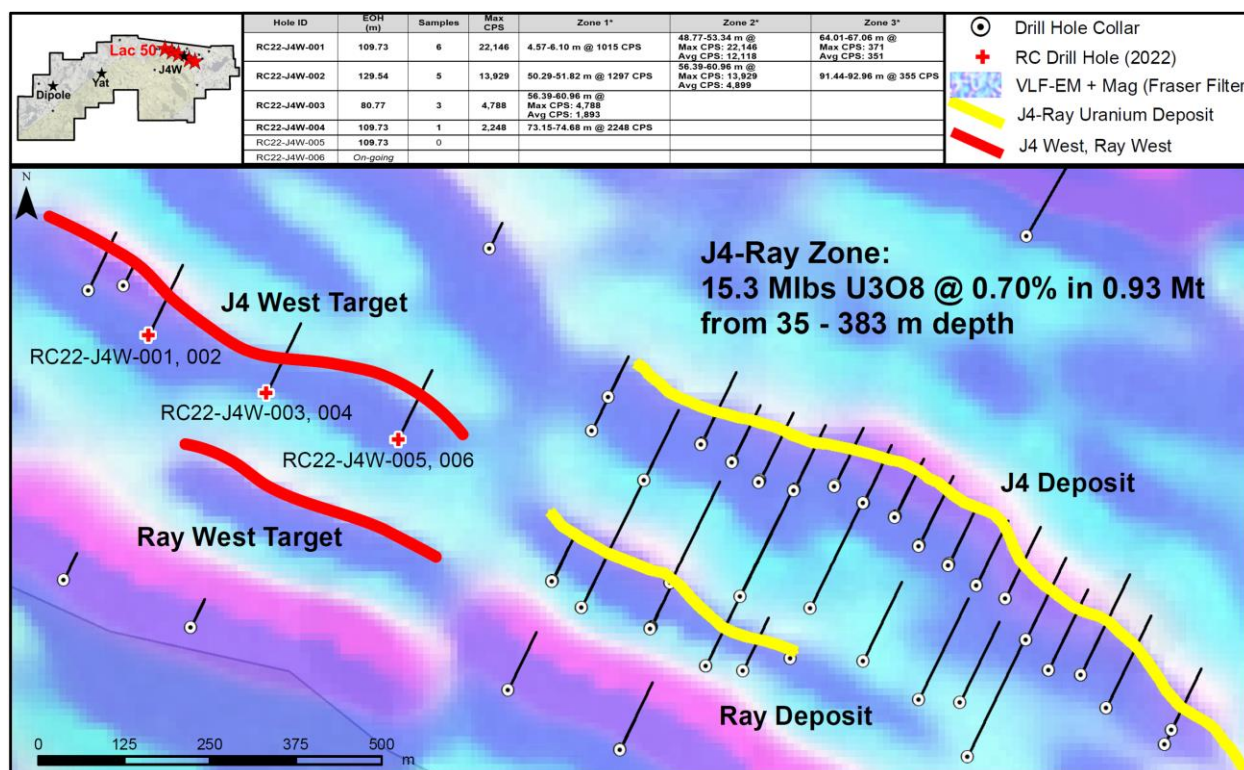 Lac 50
J4W
Yat
Dipole
Hole ID EOH (m) Samples Max CPS Zone 1* Zone 2* Zone 3*
RC22-J4W-001 109.73 6 22,146 4.57-6.10 m @ 1015 CPS 48.77-53.34 m @ Max CPS: 22,146 Avg CPS: 12,118 64.01-67.06 m @ Max CPS: 371 Avg CPS: 351
RC22-J4W-002 129.54 5 13,929 50.29-51.82 m @ 1297 CPS 56.39-60.96 m @ Max CPS: 13,929 Avg CPS: 4,899 91.44-92.96 m @ 355 CPS
RC22-J4W-003 80.77 3 4,788 56.39-60.96 m @ Max CPS: 4,788 Avg CPS: 1,893
RC22-J4W-004 109.73 1 2,248 73.15-74.68 m @ 2248 CPS
RC22-J4W-005 109.73 0
RC22-J4W-006 On-going
Drill Hole Collar
RC Drill Hole (2022)
VLF-EM + Mag (Fraser Filter
J4-Ray Uranium Deposit
J4 West, Ray West
N
J4-Ray Zone:
15.3 Mlbs U3O8 @ 0.70% in 0.93 Mt
from 35 - 383 m depth
J4 West Target
RC22-J4W-001, 002
RC22-J4W-003, 004
RC22-J4W-005, 006
J4 Deposit
Ray West Target
Ray Deposit
0 125 250 375 500
m